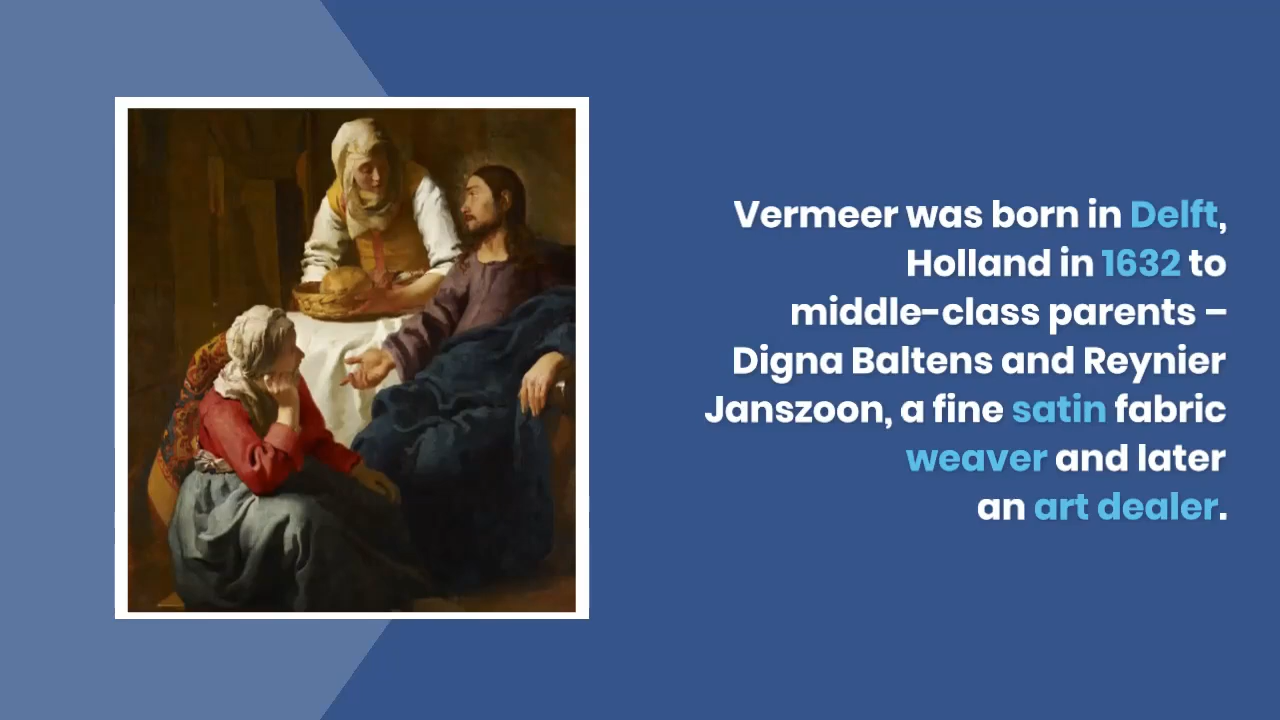 Vermeer was born in Delft,
Holland in 1632 to
middle-class parents –
Digna Baltens and Reynier
Janszoon, a fine satin fabric
weaver and later
an art dealer.